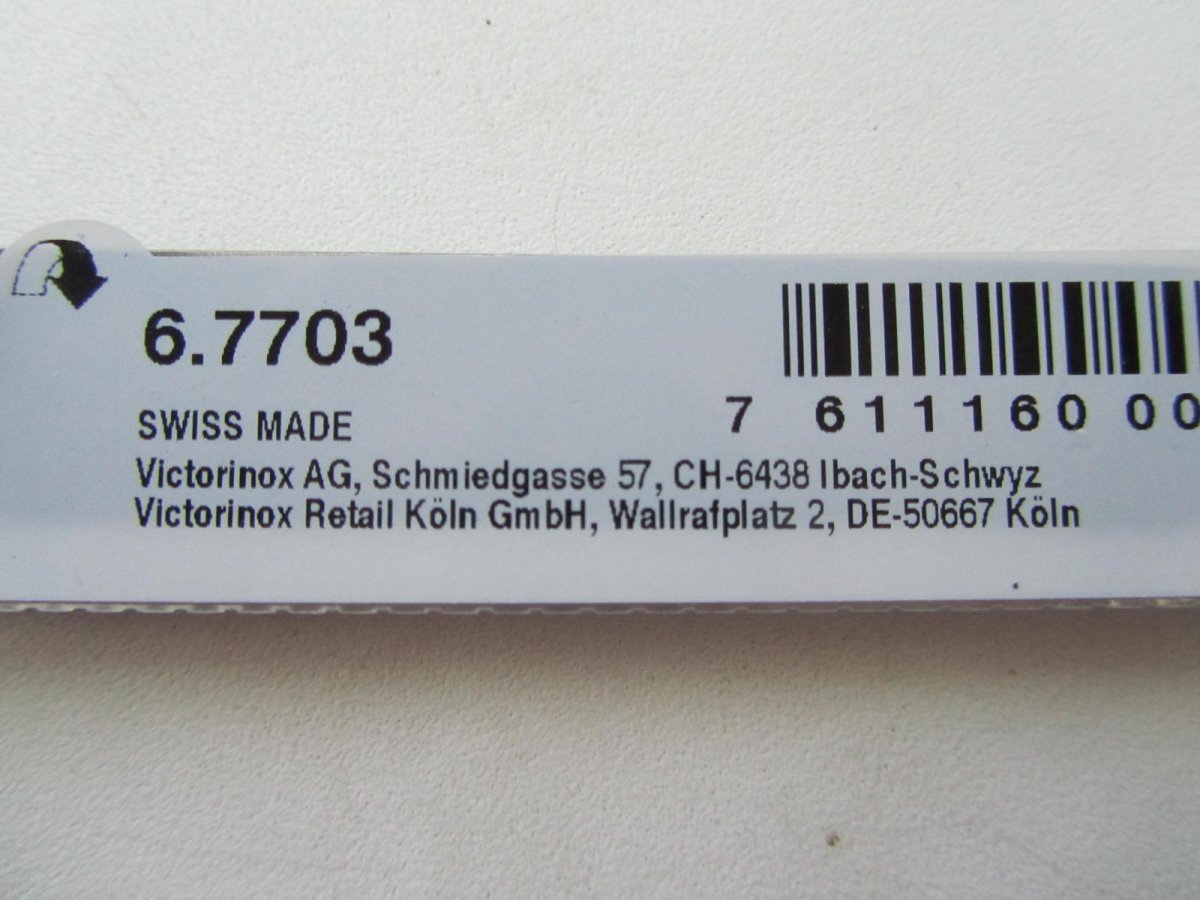 6.7703
7 611160 00
SWISS MADE
Victorinox AG, Schmiedgasse 57, CH-6438 Ibach-Schwyz
Victorinox Retail Köln GmbH, Wallrafplatz 2, DE-50667 Köln